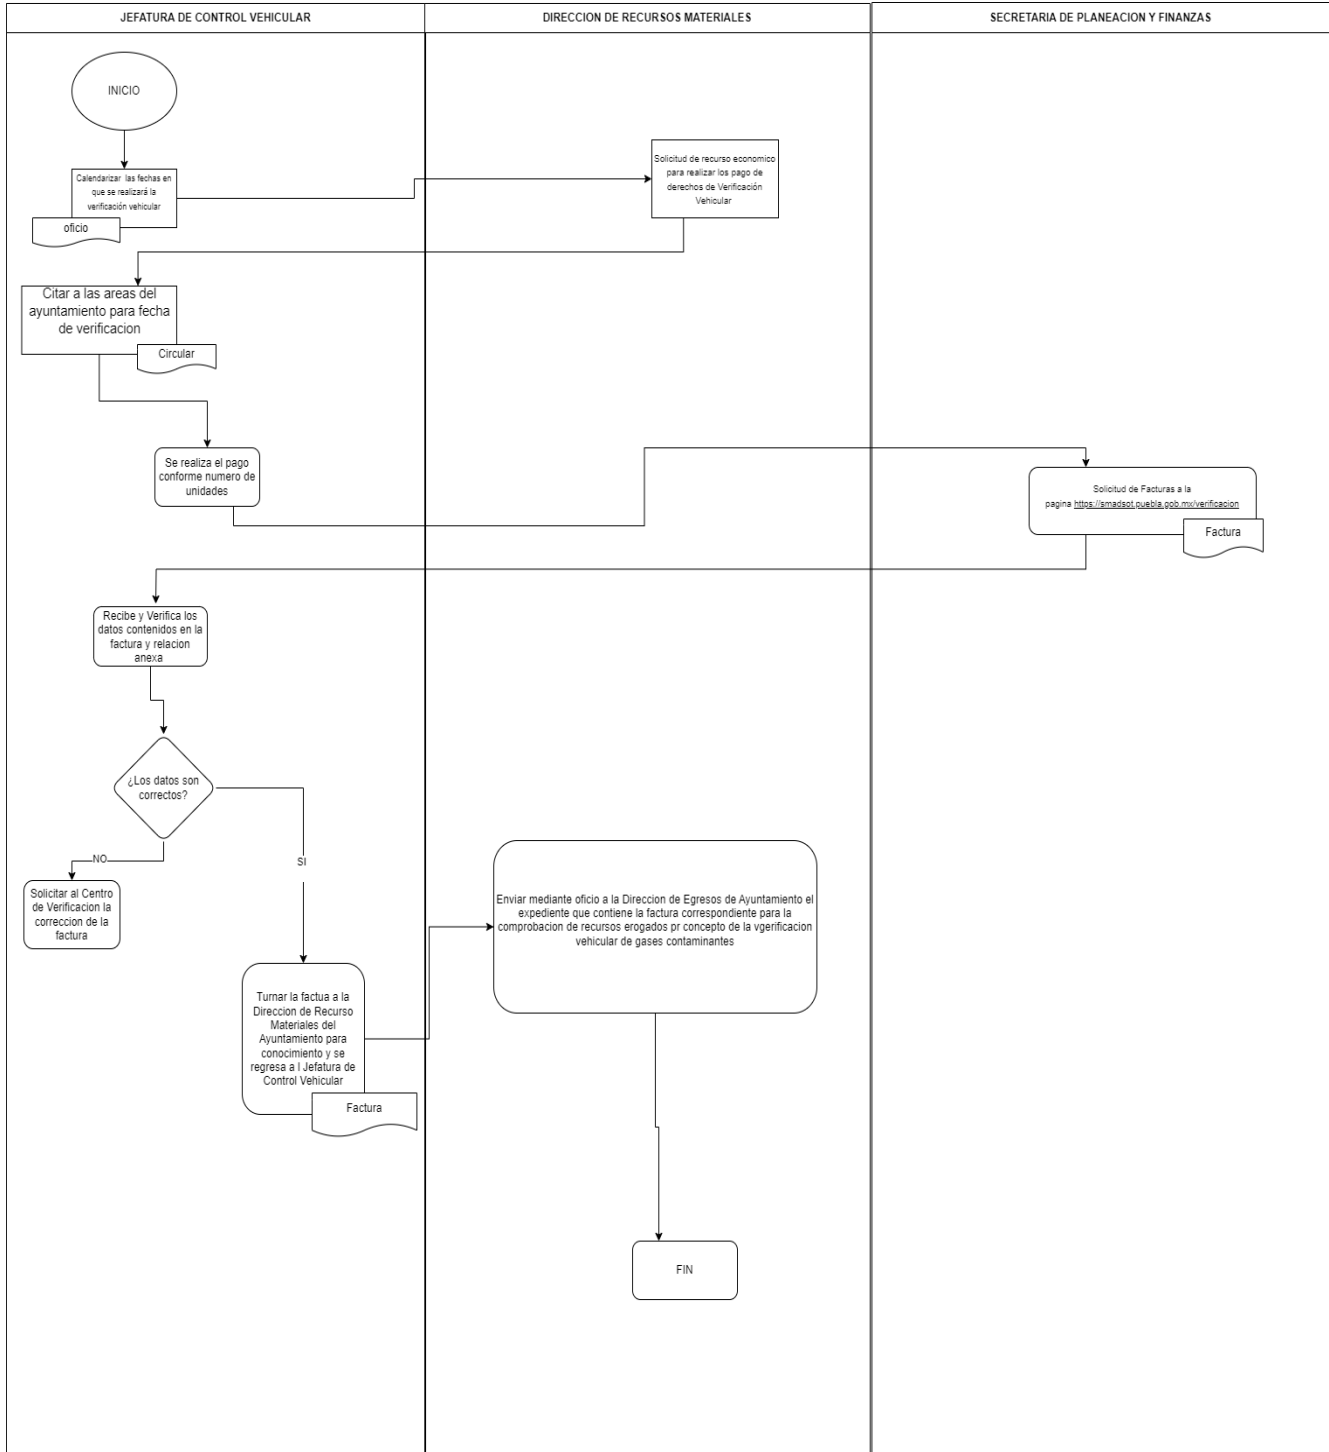 JEFATURA DE CONTROL VEHICULAR
DIRECCION DE RECURSOS MATERIALES
SECRETARIA DE PLANEACION Y FINANZAS
INICIO
Calendarizar las fechas en
que se realizará la
verificación vehicular
oficio
Solicitud de recurso economico
para realizar los pago de
derechos de Verificación
Vehicular
Citar a las areas del
ayuntamiento para fecha
de verificacion
Circular
Se realiza el pago
conforme numero de
unidades
Solicitud de Facturas a la
pagina https://smadsot.puebla.gob.mx/verificacion
Factura
Recibe y Verifica los
datos contenidos en la
factura y relacion
anexa
¿Los datos son
correctos?
NO
SI
Solicitar al Centro
de Verificacion la
correccion de la
factura
Enviar mediante oficio a la Direccion de Egresos de Ayuntamiento el
expediente que contiene la factura correspondiente para la
comprobacion de recursos erogados pr concepto de la vgerificacion
vehicular de gases contaminantes
Turnar la factua a la
Direccion de Recurso
Materiales del
Ayuntamiento para
conocimiento y se
regresa a l Jefatura de
Control Vehicular
Factura
FIN